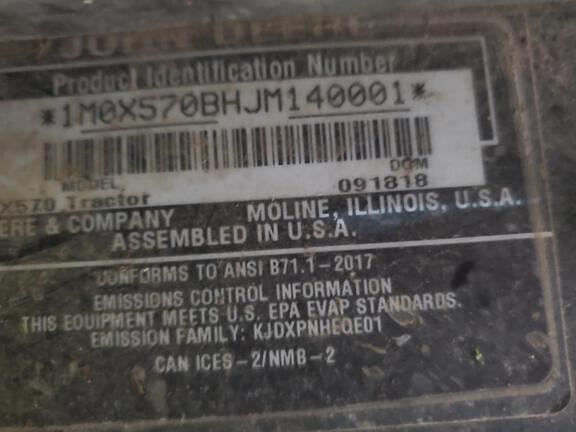 JOHN DEERE
Product Identification Number
*1M0X570BHJM140001*
MODEL DOM
X570 Tractor 091818
ERE & COMPANY MOLINE, ILLINOIS, U.S.A.
ASSEMBLED IN U.S.A.
CONFORMS TO ANSI B71.1-2017
EMISSIONS CONTROL INFORMATION
THIS EQUIPMENT MEETS U.S. EPA EVAP STANDARDS.
EMISSION FAMILY: KJDXPNHEQE01
CAN ICES-2/NMB-2